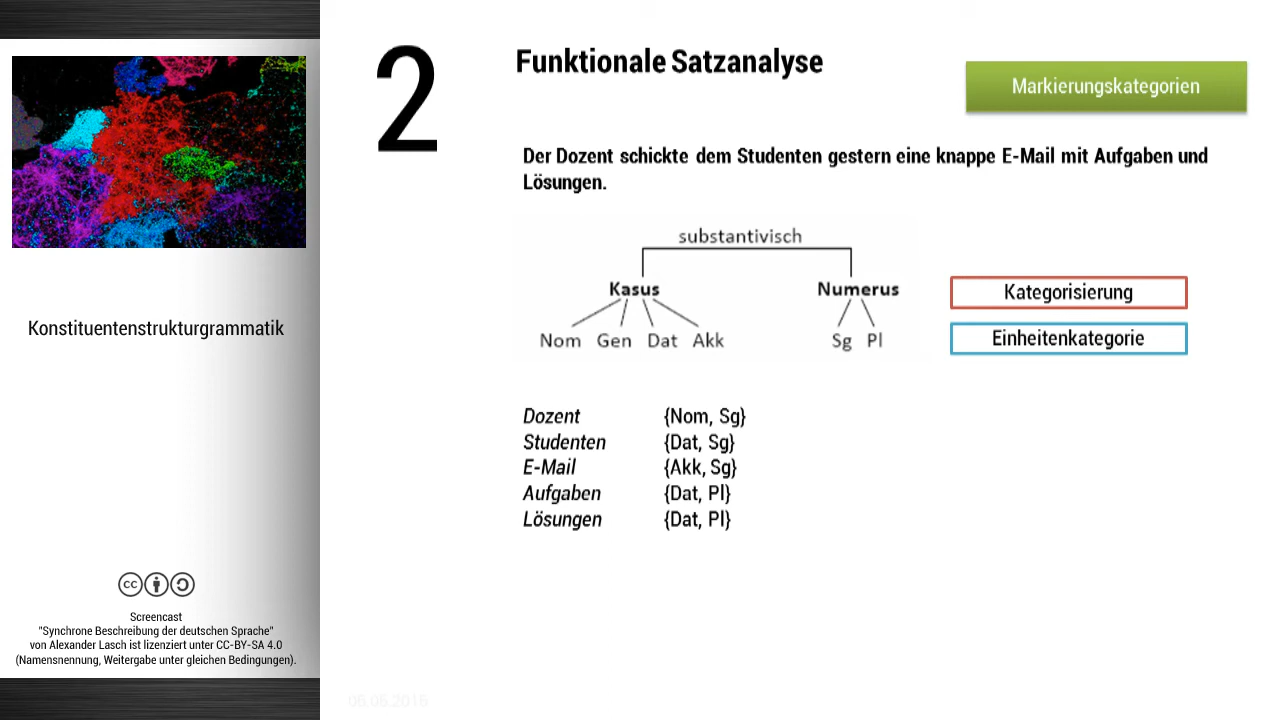 2
Funktionale Satzanalyse
Markierungskategorien
Der Dozent schickte dem Studenten gestern eine knappe E-Mail mit Aufgaben und
Lösungen.
substantivisch
Kasus Numerus
Nom Gen Dat Akk Sg Pl
Kategorisierung
Einheitenkategorie
Dozent {Nom, Sg}
Studenten {Dat, Sg}
E-Mail {Akk, Sg}
Aufgaben {Dat, Pl}
Lösungen {Dat, Pl}
Konstituentenstrukturgrammatik
cc
Screencast
"Synchrone Beschreibung der deutschen Sprache"
von Alexander Lasch ist lizenziert unter CC-BY-SA 4.0
(Namensnennung, Weitergabe unter gleichen Bedingungen).
06.05.2015